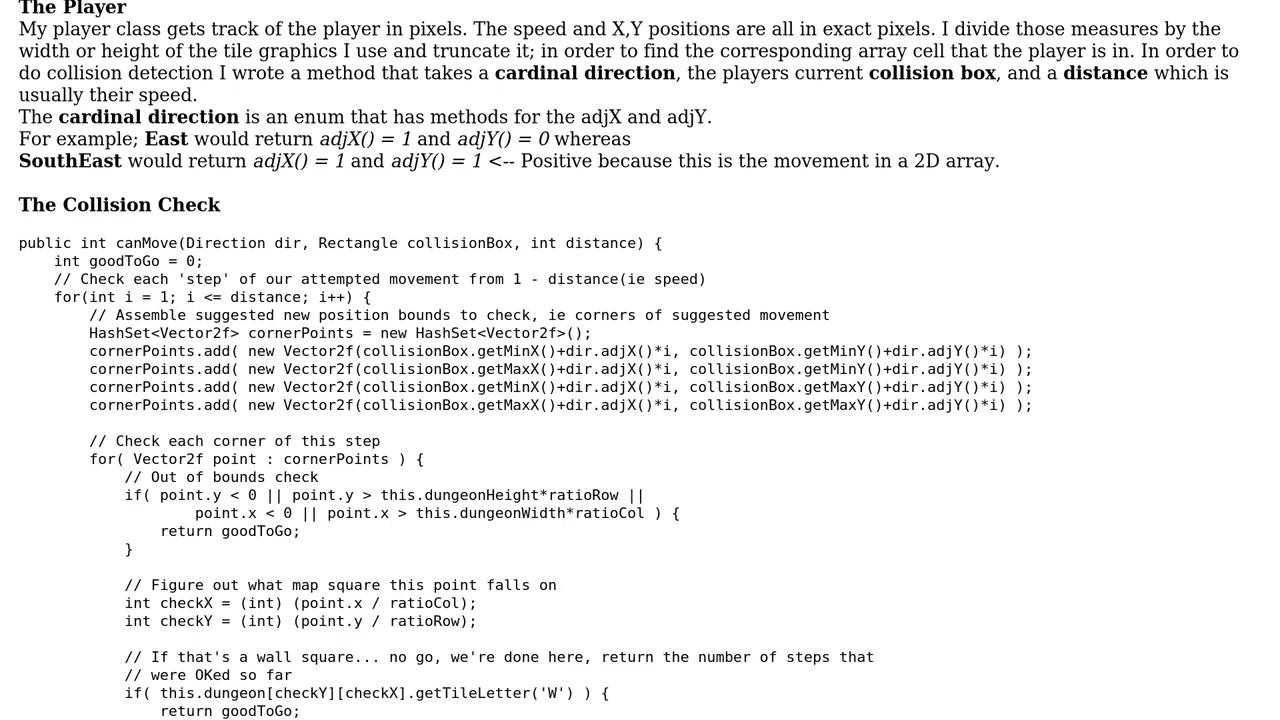 The Player
My player class gets track of the player in pixels. The speed and X,Y positions are all in exact pixels. I divide those measures by the
width or height of the tile graphics I use and truncate it; in order to find the corresponding array cell that the player is in. In order to
do collision detection I wrote a method that takes a cardinal direction, the players current collision box, and a distance which is
usually their speed.
The cardinal direction is an enum that has methods for the adjX and adjY.
For example; East would return adjX() = 1 and adjY() = 0 whereas
SouthEast would return adjX() = 1 and adjY() = 1 <-- Positive because this is the movement in a 2D array.
The Collision Check
public int canMove(Direction dir, Rectangle collisionBox, int distance) {
    int goodToGo = 0;
    // Check each 'step' of our attempted movement from 1 - distance(ie speed)
    for(int i = 1; i <= distance; i++) {
        // Assemble suggested new position bounds to check, ie corners of suggested movement
        HashSet<Vector2f> cornerPoints = new HashSet<Vector2f>();
        cornerPoints.add( new Vector2f(collisionBox.getMinX()+dir.adjX()*i, collisionBox.getMinY()+dir.adjY()*i) );
        cornerPoints.add( new Vector2f(collisionBox.getMaxX()+dir.adjX()*i, collisionBox.getMinY()+dir.adjY()*i) );
        cornerPoints.add( new Vector2f(collisionBox.getMinX()+dir.adjX()*i, collisionBox.getMaxY()+dir.adjY()*i) );
        cornerPoints.add( new Vector2f(collisionBox.getMaxX()+dir.adjX()*i, collisionBox.getMaxY()+dir.adjY()*i) );
        // Check each corner of this step
        for( Vector2f point : cornerPoints ) {
            // Out of bounds check
            if( point.y < 0 || point.y > this.dungeonHeight*ratioRow ||
                    point.x < 0 || point.x > this.dungeonWidth*ratioCol ) {
                return goodToGo;
            }
            // Figure out what map square this point falls on
            int checkX = (int) (point.x / ratioCol);
            int checkY = (int) (point.y / ratioRow);
            // If that's a wall square... no go, we're done here, return the number of steps that
            // were OKed so far
            if( this.dungeon[checkY][checkX].getTileLetter('W') ) {
                return goodToGo;